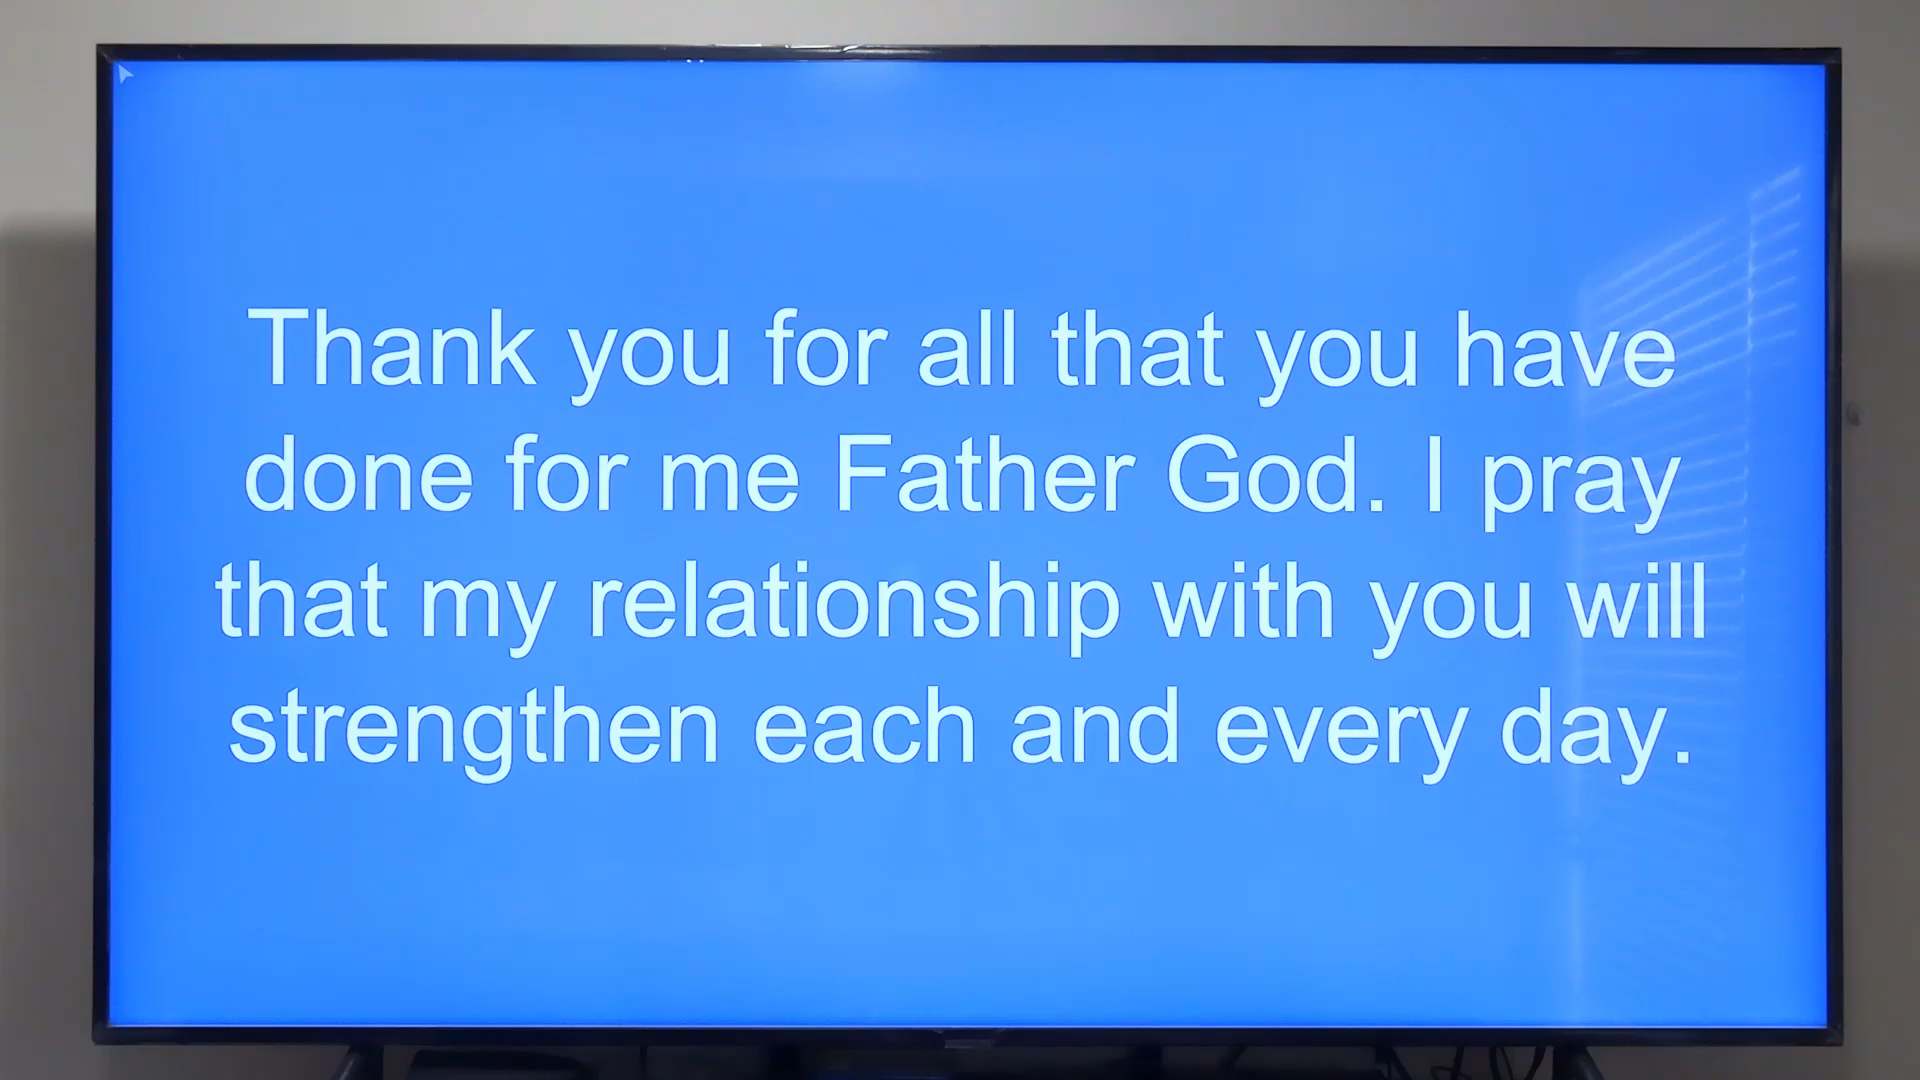 Thank you for all that you have
done for me Father God. I pray
that my relationship with you will
strengthen each and every day.